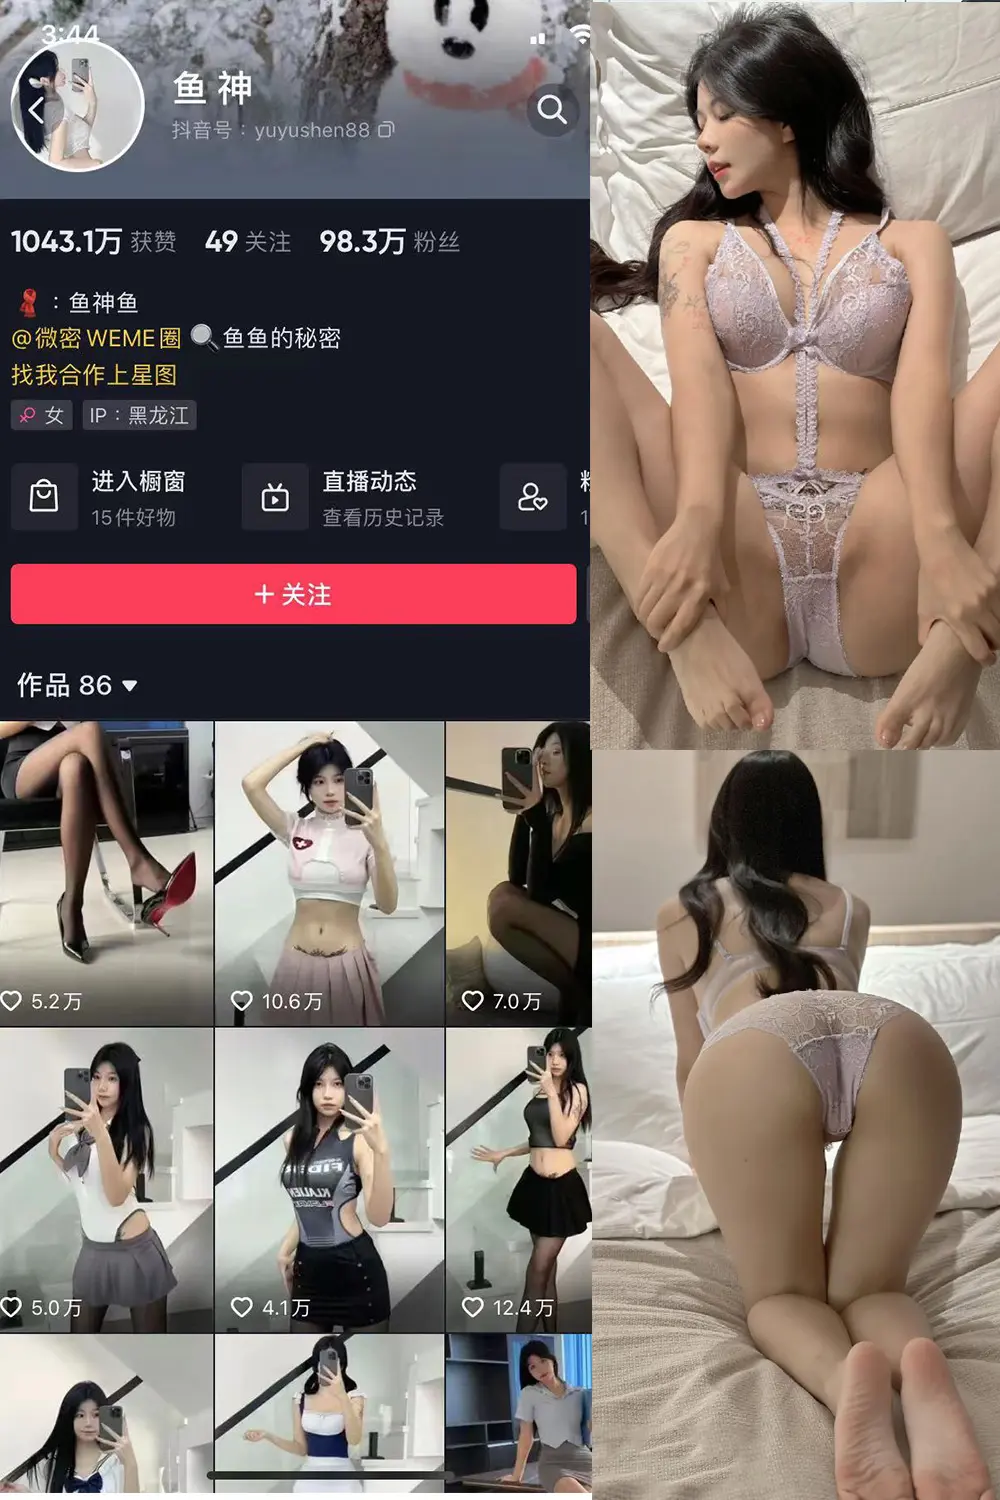 3:44
鱼 神
抖音号：yuyushen88
1043.1万 获赞 49 关注 98.3万 粉丝
：鱼神鱼
@微密 WEME圈 🔍鱼鱼的秘密
找我合作上星图
女 IP：黑龙江
进入橱窗 直播动态
15件好物 查看历史记录 1
+ 关注
作品 86
5.2万 10.6万 7.0万
5.0万 4.1万 12.4万